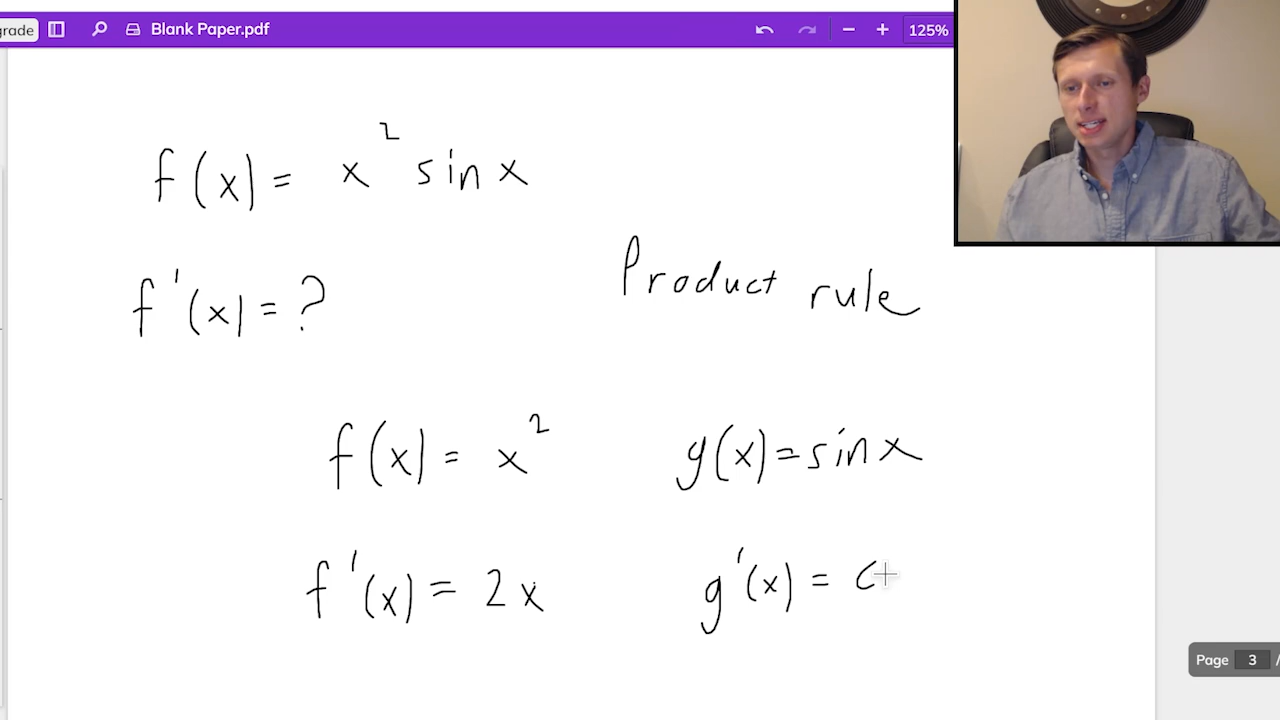 grade
Blank Paper.pdf
125%
f(x) = x² sin x
f'(x) = ?
Product rule
f(x) = x²
g(x) = sin x
f'(x) = 2x
g'(x) = c
Page 3 /